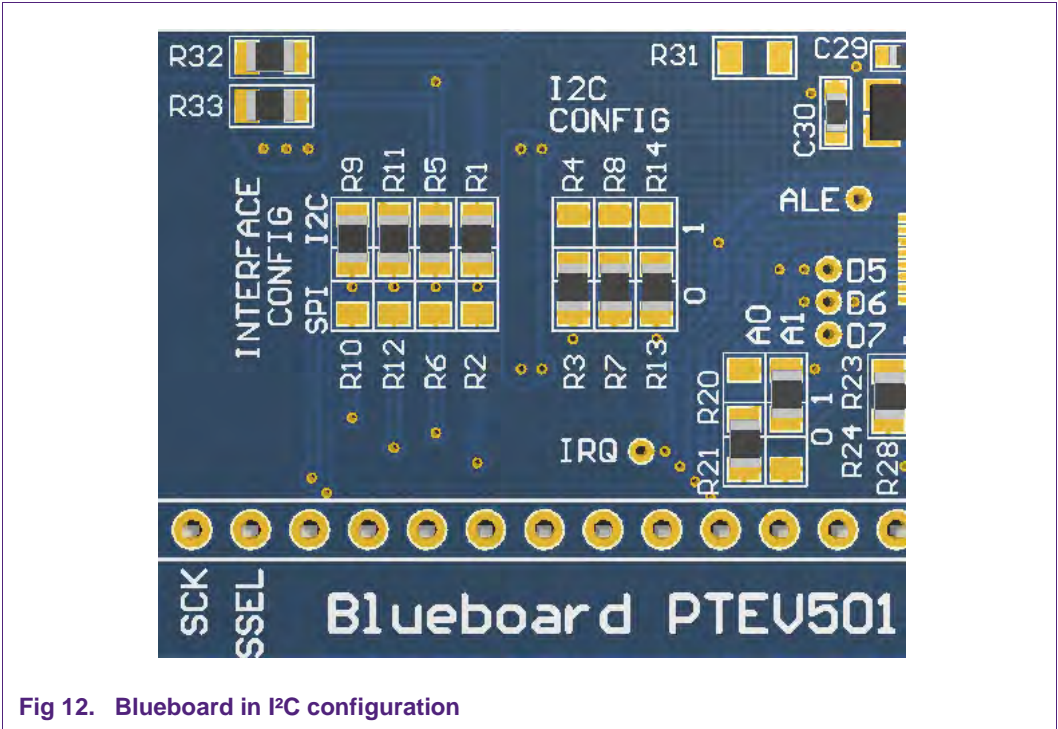 R32
R33
R31
C29
C30
I2C
CONFIG
R9
R11
R5
R1
R4
R8
R14
ALE
INTERFACE
CONFIG
I2C
SPI
1
0
D5
D6
D7
A0
A1
R10
R12
R6
R2
R3
R7
R13
R20
R21
1
0
R23
R24
R28
IRQ
SCK
SSEL
Blueboard PTEV501
Fig 12. Blueboard in I²C configuration